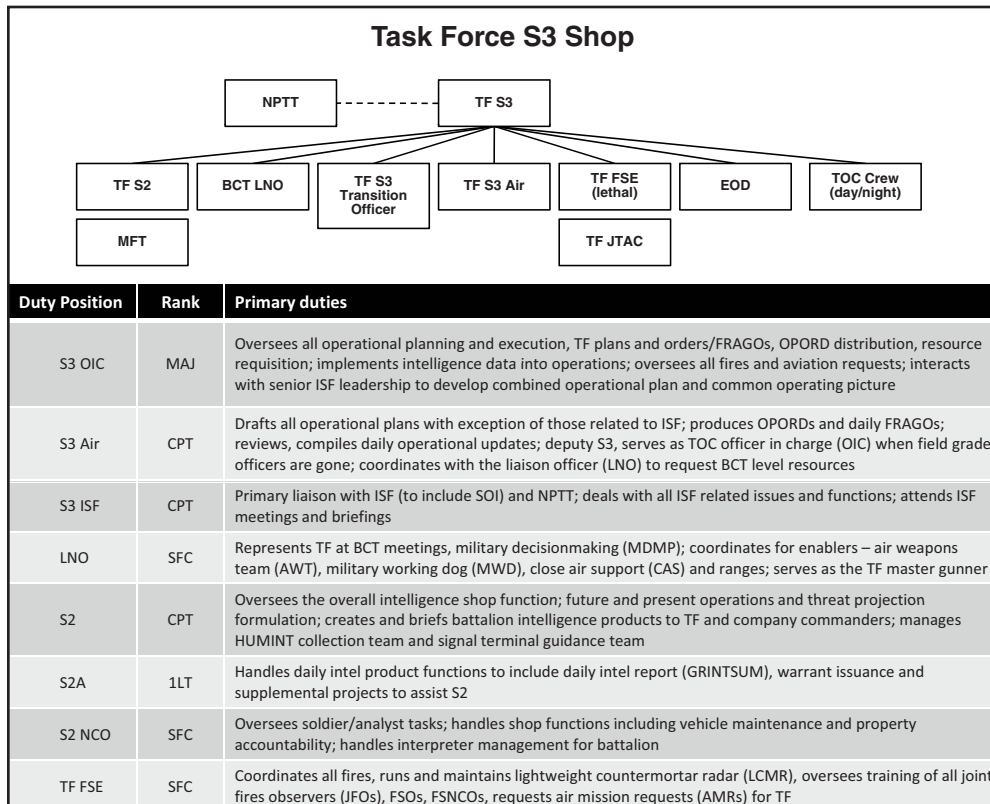 Task Force S3 Shop
NPTT
TF S3
TF S2
BCT LNO
TF S3
Transition
Officer
TF S3 Air
TF FSE
(lethal)
EOD
TOC Crew
(day/night)
MFT
TF JTAC
Duty Position Rank Primary duties
S3 OIC MAJ
Oversees all operational planning and execution, TF plans and orders/FRAGOs, OPORD distribution, resource
requisition; implements intelligence data into operations; oversees all fires and aviation requests; interacts
with senior ISF leadership to develop combined operational plan and common operating picture
S3 Air CPT
Drafts all operational plans with exception of those related to ISF; produces OPORDs and daily FRAGOs;
reviews, compiles daily operational updates; deputy S3, serves as TOC officer in charge (OIC) when field grade
officers are gone; coordinates with the liaison officer (LNO) to request BCT level resources
S3 ISF CPT
Primary liaison with ISF (to include SOI) and NPTT; deals with all ISF related issues and functions; attends ISF
meetings and briefings
LNO SFC
Represents TF at BCT meetings, military decisionmaking (MDMP); coordinates for enablers – air weapons
team (AWT), military working dog (MWD), close air support (CAS) and ranges; serves as the TF master gunner
S2 CPT
Oversees the overall intelligence shop function; future and present operations and threat projection
formulation; creates and briefs battalion intelligence products to TF and company commanders; manages
HUMINT collection team and signal terminal guidance team
S2A 1LT
Handles daily intel product functions to include daily intel report (GRINTSUM), warrant issuance and
supplemental projects to assist S2
S2 NCO SFC
Oversees soldier/analyst tasks; handles shop functions including vehicle maintenance and property
accountability; handles interpreter management for battalion
TF FSE SFC
Coordinates all fires, runs and maintains lightweight countermortar radar (LCMR), oversees training of all joint
fires observers (JFOs), FSOs, FSNCOs, requests air mission requests (AMRs) for TF